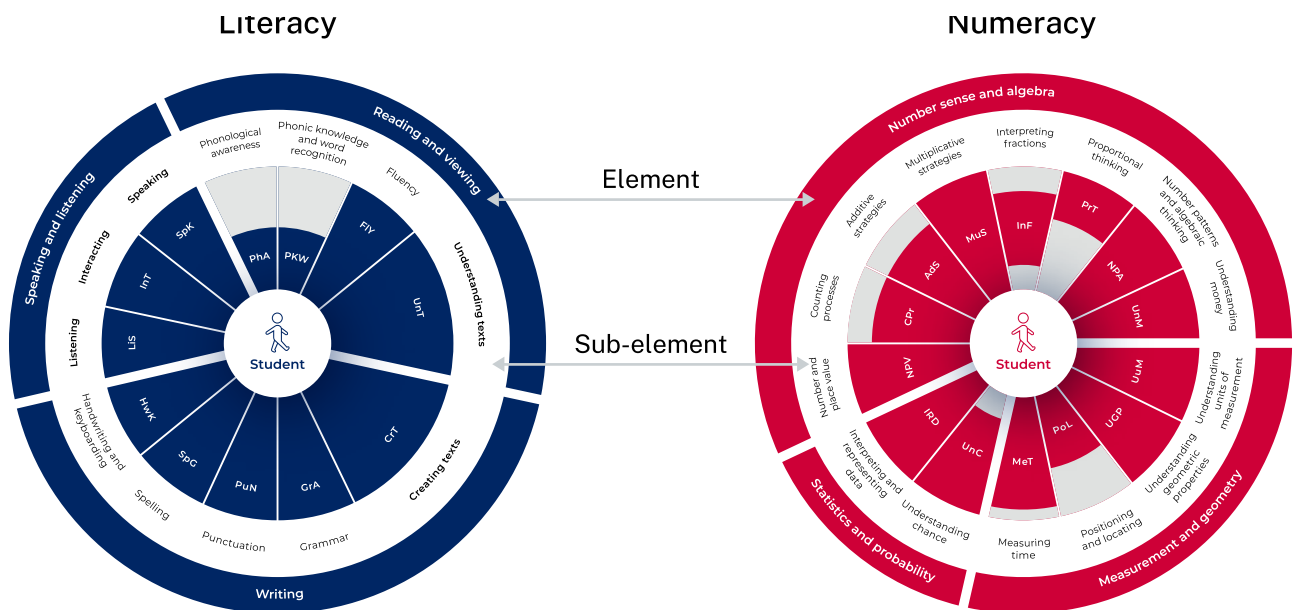 Literacy
Numeracy
Element
Sub-element
Reading and viewing
Speaking and listening
Writing
Phonological
awareness
Phonic knowledge
and word
recognition
Fluency
Understanding texts
Creating texts
Grammar
Punctuation
Spelling
Handwriting and
keyboarding
Listening
Interacting
Speaking
PhA
PKW
FlY
UnT
CrT
GrA
PuN
SpG
HwK
LiS
InT
SpK
Student
Number sense and algebra
Measurement and geometry
Statistics and probability
Number and
place value
Counting
processes
Additive
strategies
Multiplicative
strategies
Interpreting
fractions
Proportional
thinking
Number patterns
and algebraic
thinking
Understanding
money
Understanding
units of
measurement
Understanding
geometric
properties
Positioning
and locating
Measuring
time
Understanding
chance
Interpreting and
representing
data
NPV
CPr
AdS
MuS
InF
PrT
NPA
UnM
UuM
UGP
PoL
MeT
UnC
IRD
Student